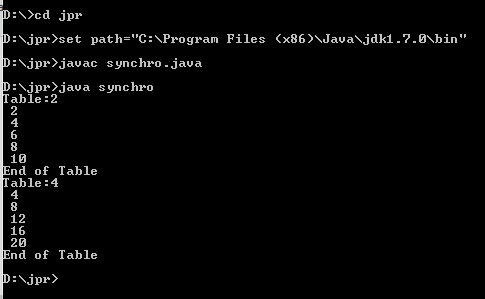 D:\>cd jpr
D:\jpr>set path="C:\Program Files (x86)\Java\jdk1.7.0\bin"
D:\jpr>javac synchro.java
D:\jpr>java synchro
Table:2
2
4
6
8
10
End of Table
Table:4
4
8
12
16
20
End of Table
D:\jpr>